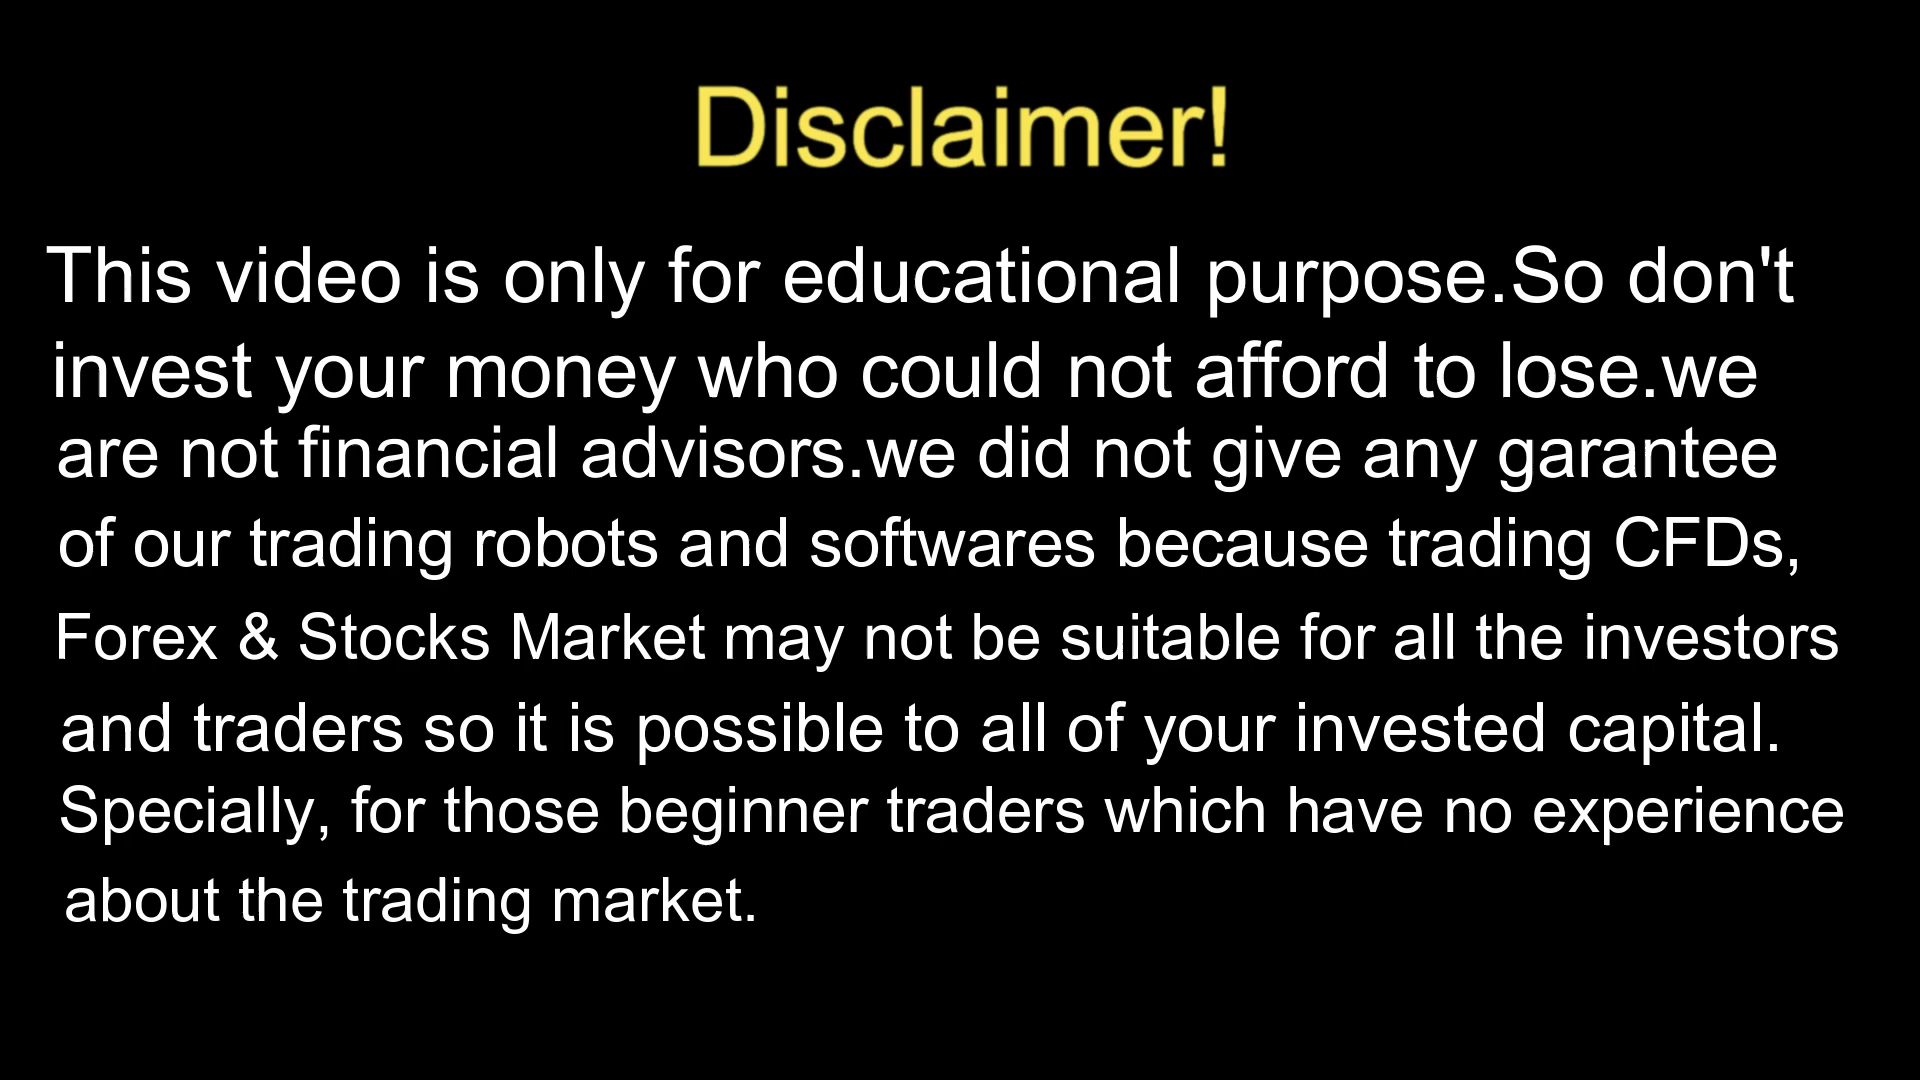 Disclaimer!
This video is only for educational purpose.So don't
invest your money who could not afford to lose.we
are not financial advisors.we did not give any garantee
of our trading robots and softwares because trading CFDs,
Forex & Stocks Market may not be suitable for all the investors
and traders so it is possible to all of your invested capital.
Specially, for those beginner traders which have no experience
about the trading market.